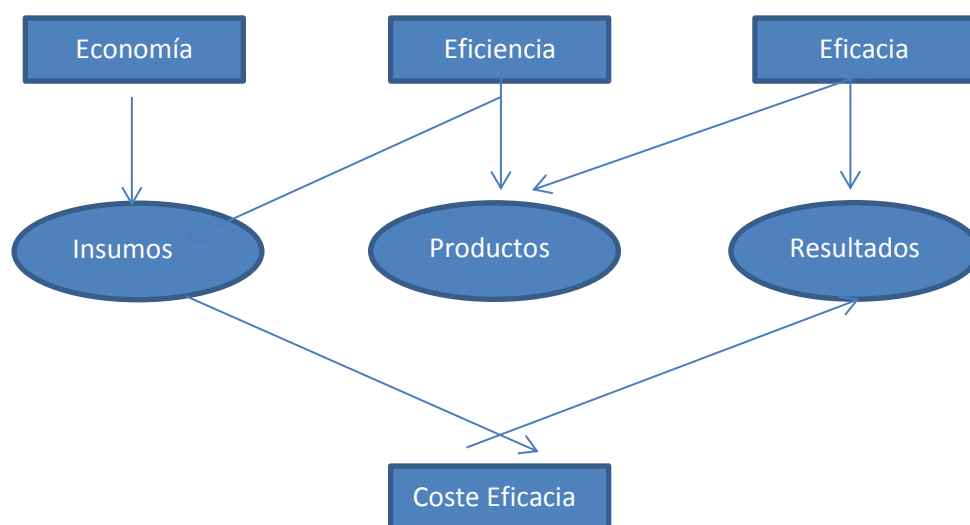 Economía
Eficiencia
Eficacia
Insumos
Productos
Resultados
Coste Eficacia